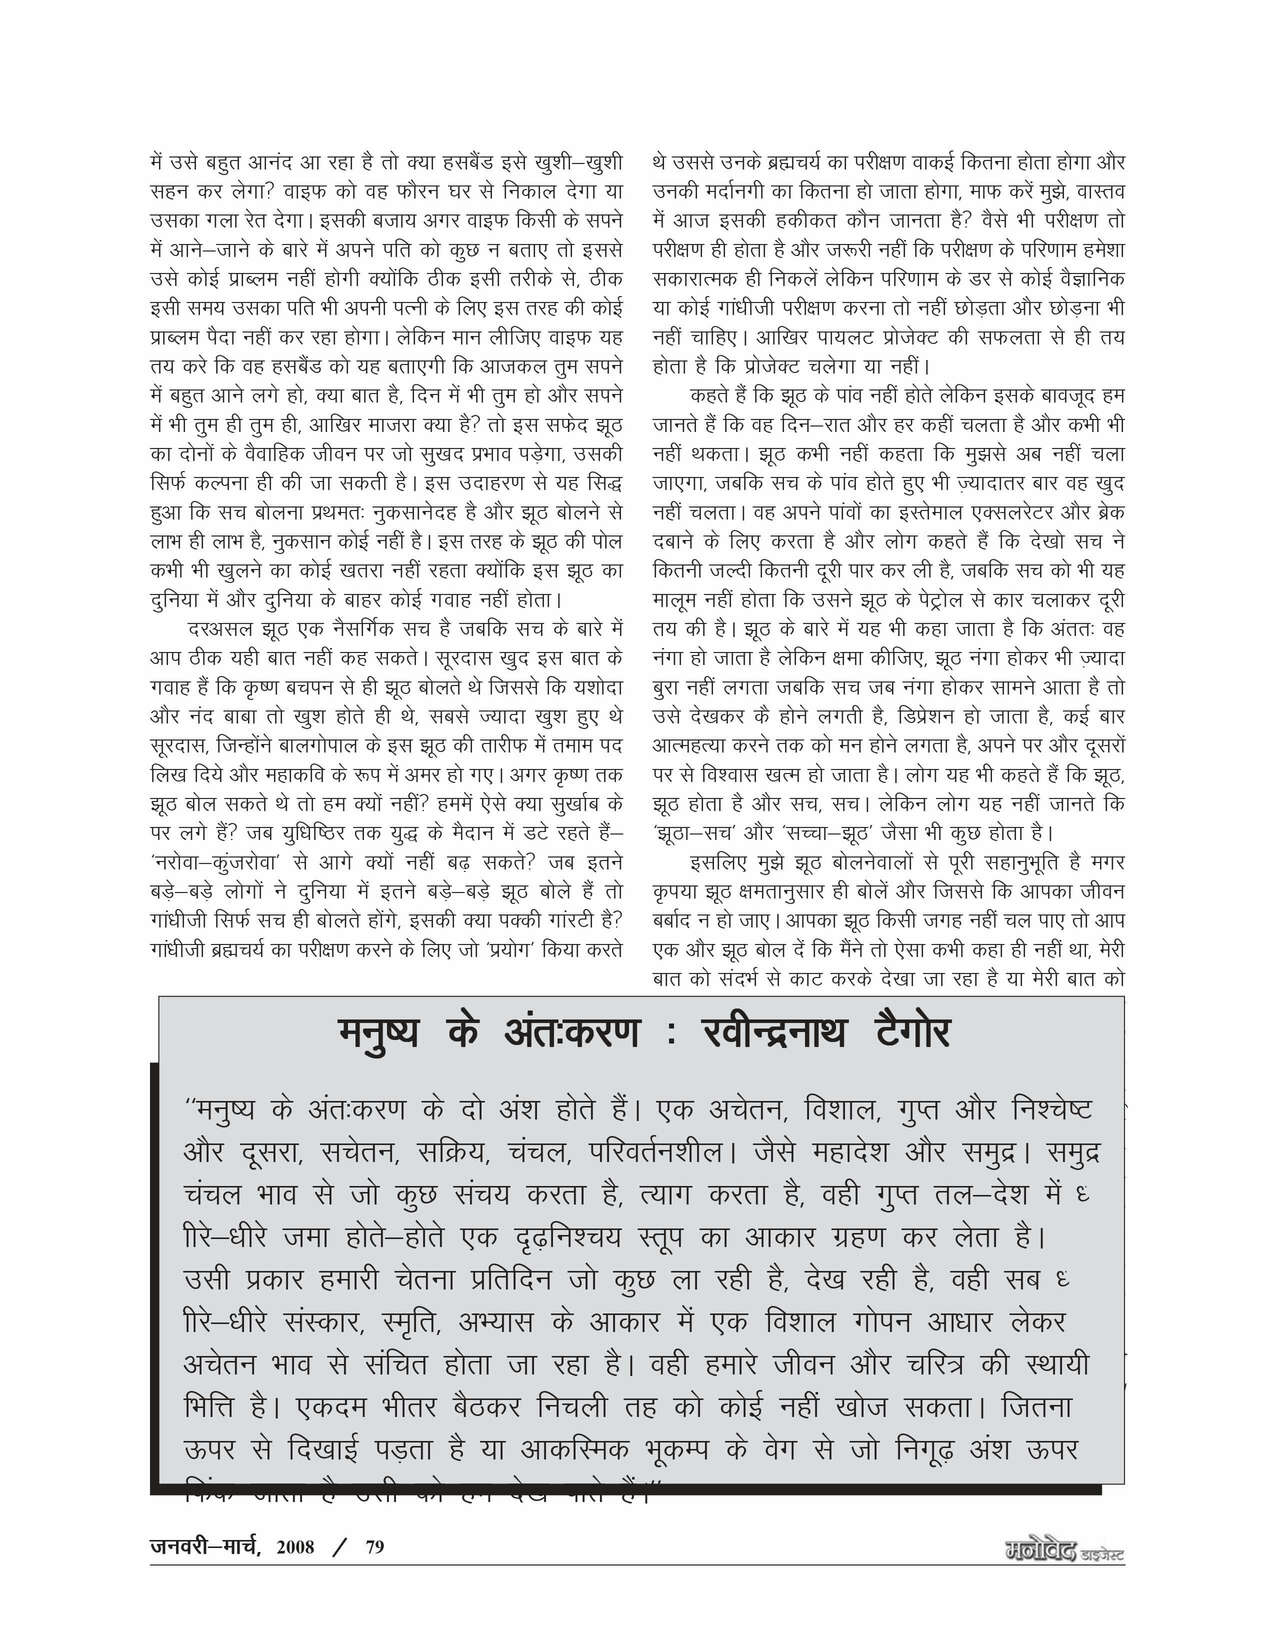 में उसे बहुत आनंद आ रहा है तो क्या हसबैंड इसे खुशी–खुशी
सहन कर लेगा? वाइफ को वह फौरन घर से निकाल देगा या
उसका गला रेत देगा। इसकी बजाय अगर वाइफ किसी के सपने
में आने–जाने के बारे में अपने पति को कुछ न बताए तो इससे
उसे कोई प्राब्लम नहीं होगी क्योंकि ठीक इसी तरीके से, ठीक
इसी समय उसका पति भी अपनी पत्नी के लिए इस तरह की कोई
प्राब्लम पैदा नहीं कर रहा होगा। लेकिन मान लीजिए वाइफ यह
तय करे कि वह हसबैंड को यह बताएगी कि आजकल तुम सपने
में बहुत आने लगे हो, क्या बात है, दिन में भी तुम हो और सपने
में भी तुम ही तुम ही, आखिर माजरा क्या है? तो इस सफेद झूठ
का दोनों के वैवाहिक जीवन पर जो सुखद प्रभाव पड़ेगा, उसकी
सिर्फ कल्पना ही की जा सकती है। इस उदाहरण से यह सिद्ध
हुआ कि सच बोलना प्रथमतः नुकसानेदह है और झूठ बोलने से
लाभ ही लाभ है, नुकसान कोई नहीं है। इस तरह के झूठ की पोल
कभी भी खुलने का कोई खतरा नहीं रहता क्योंकि इस झूठ का
दुनिया में और दुनिया के बाहर कोई गवाह नहीं होता।
दरअसल झूठ एक नैसर्गिक सच है जबकि सच के बारे में
आप ठीक यही बात नहीं कह सकते। सूरदास खुद इस बात के
गवाह हैं कि कृष्ण बचपन से ही झूठ बोलते थे जिससे कि यशोदा
और नंद बाबा तो खुश होते ही थे, सबसे ज्यादा खुश हुए थे
सूरदास, जिन्होंने बालगोपाल के इस झूठ की तारीफ में तमाम पद
लिख दिये और महाकवि के रूप में अमर हो गए। अगर कृष्ण तक
झूठ बोल सकते थे तो हम क्यों नहीं? हममें ऐसे क्या सुर्खाब के
पर लगे हैं? जब युधिष्ठिर तक युद्ध के मैदान में डटे रहते हैं–
'नरोवा–कुंजरोवा' से आगे क्यों नहीं बढ़ सकते? जब इतने
बड़े–बड़े लोगों ने दुनिया में इतने बड़े–बड़े झूठ बोले हैं तो
गांधीजी सिर्फ सच ही बोलते होंगे, इसकी क्या पक्की गांरटी है?
गांधीजी ब्रह्मचर्य का परीक्षण करने के लिए जो 'प्रयोग' किया करते
थे उससे उनके ब्रह्मचर्य का परीक्षण वाकई कितना होता होगा और
उनकी मर्दानगी का कितना हो जाता होगा, माफ करें मुझे, वास्तव
में आज इसकी हकीकत कौन जानता है? वैसे भी परीक्षण तो
परीक्षण ही होता है और जरूरी नहीं कि परीक्षण के परिणाम हमेशा
सकारात्मक ही निकलें लेकिन परिणाम के डर से कोई वैज्ञानिक
या कोई गांधीजी परीक्षण करना तो नहीं छोड़ता और छोड़ना भी
नहीं चाहिए। आखिर पायलट प्रोजेक्ट की सफलता से ही तय
होता है कि प्रोजेक्ट चलेगा या नहीं।
कहते हैं कि झूठ के पांव नहीं होते लेकिन इसके बावजूद हम
जानते हैं कि वह दिन–रात और हर कहीं चलता है और कभी भी
नहीं थकता। झूठ कभी नहीं कहता कि मुझसे अब नहीं चला
जाएगा, जबकि सच के पांव होते हुए भी ज़्यादातर बार वह खुद
नहीं चलता। वह अपने पांवों का इस्तेमाल एक्सलरेटर और ब्रेक
दबाने के लिए करता है और लोग कहते हैं कि देखो सच ने
कितनी जल्दी कितनी दूरी पार कर ली है, जबकि सच को भी यह
मालूम नहीं होता कि उसने झूठ के पेट्रोल से कार चलाकर दूरी
तय की है। झूठ के बारे में यह भी कहा जाता है कि अंततः वह
नंगा हो जाता है लेकिन क्षमा कीजिए, झूठ नंगा होकर भी ज़्यादा
बुरा नहीं लगता जबकि सच जब नंगा होकर सामने आता है तो
उसे देखकर कै होने लगती है, डिप्रेशन हो जाता है, कई बार
आत्महत्या करने तक को मन होने लगता है, अपने पर और दूसरों
पर से विश्वास खत्म हो जाता है। लोग यह भी कहते हैं कि झूठ,
झूठ होता है और सच, सच। लेकिन लोग यह नहीं जानते कि
'झूठा–सच' और 'सच्चा–झूठ' जैसा भी कुछ होता है।
इसलिए मुझे झूठ बोलनेवालों से पूरी सहानुभूति है मगर
कृपया झूठ क्षमतानुसार ही बोलें और जिससे कि आपका जीवन
बर्बाद न हो जाए। आपका झूठ किसी जगह नहीं चल पाए तो आप
एक और झूठ बोल दें कि मैंने तो ऐसा कभी कहा ही नहीं था, मेरी
बात को संदर्भ से काट करके देखा जा रहा है या मेरी बात को
मनुष्य के अंतःकरण : रवीन्द्रनाथ टैगोर
"मनुष्य के अंतःकरण के दो अंश होते हैं। एक अचेतन, विशाल, गुप्त और निश्चेष्ट
और दूसरा, सचेतन, सक्रिय, चंचल, परिवर्तनशील। जैसे महादेश और समुद्र। समुद्र
चंचल भाव से जो कुछ संचय करता है, त्याग करता है, वही गुप्त तल–देश में ध
ीरे–धीरे जमा होते–होते एक दृढ़निश्चय स्तूप का आकार ग्रहण कर लेता है।
उसी प्रकार हमारी चेतना प्रतिदिन जो कुछ ला रही है, देख रही है, वही सब ध
ीरे–धीरे संस्कार, स्मृति, अभ्यास के आकार में एक विशाल गोपन आधार लेकर
अचेतन भाव से संचित होता जा रहा है। वही हमारे जीवन और चरित्र की स्थायी
भित्ति है। एकदम भीतर बैठकर निचली तह को कोई नहीं खोज सकता। जितना
ऊपर से दिखाई पड़ता है या आकस्मिक भूकम्प के वेग से जो निगूढ़ अंश ऊपर
फिंक आता है उसी को हम देख पाते हैं।"
जनवरी–मार्च, 2008 / 79
मनोवेद डाइजेस्ट